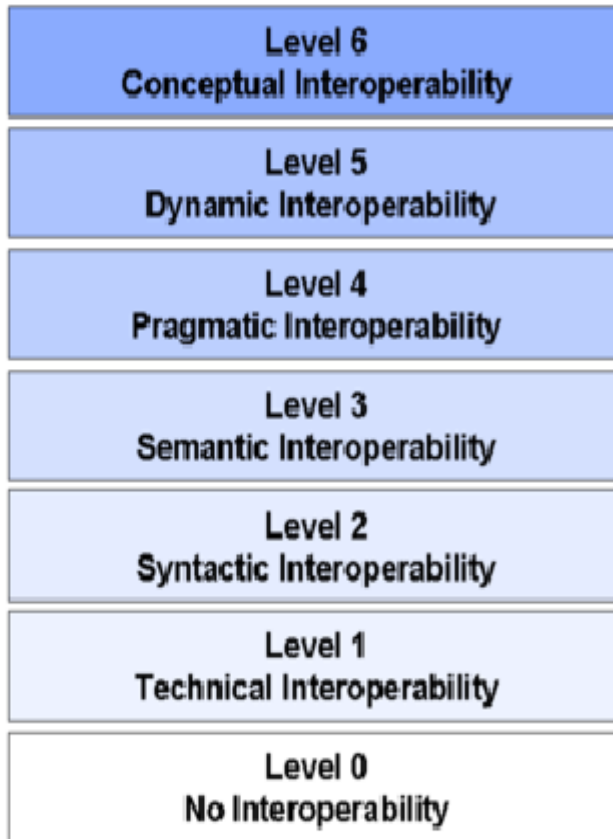 Level 6
Conceptual Interoperability
Level 5
Dynamic Interoperability
Level 4
Pragmatic Interoperability
Level 3
Semantic Interoperability
Level 2
Syntactic Interoperability
Level 1
Technical Interoperability
Level 0
No Interoperability